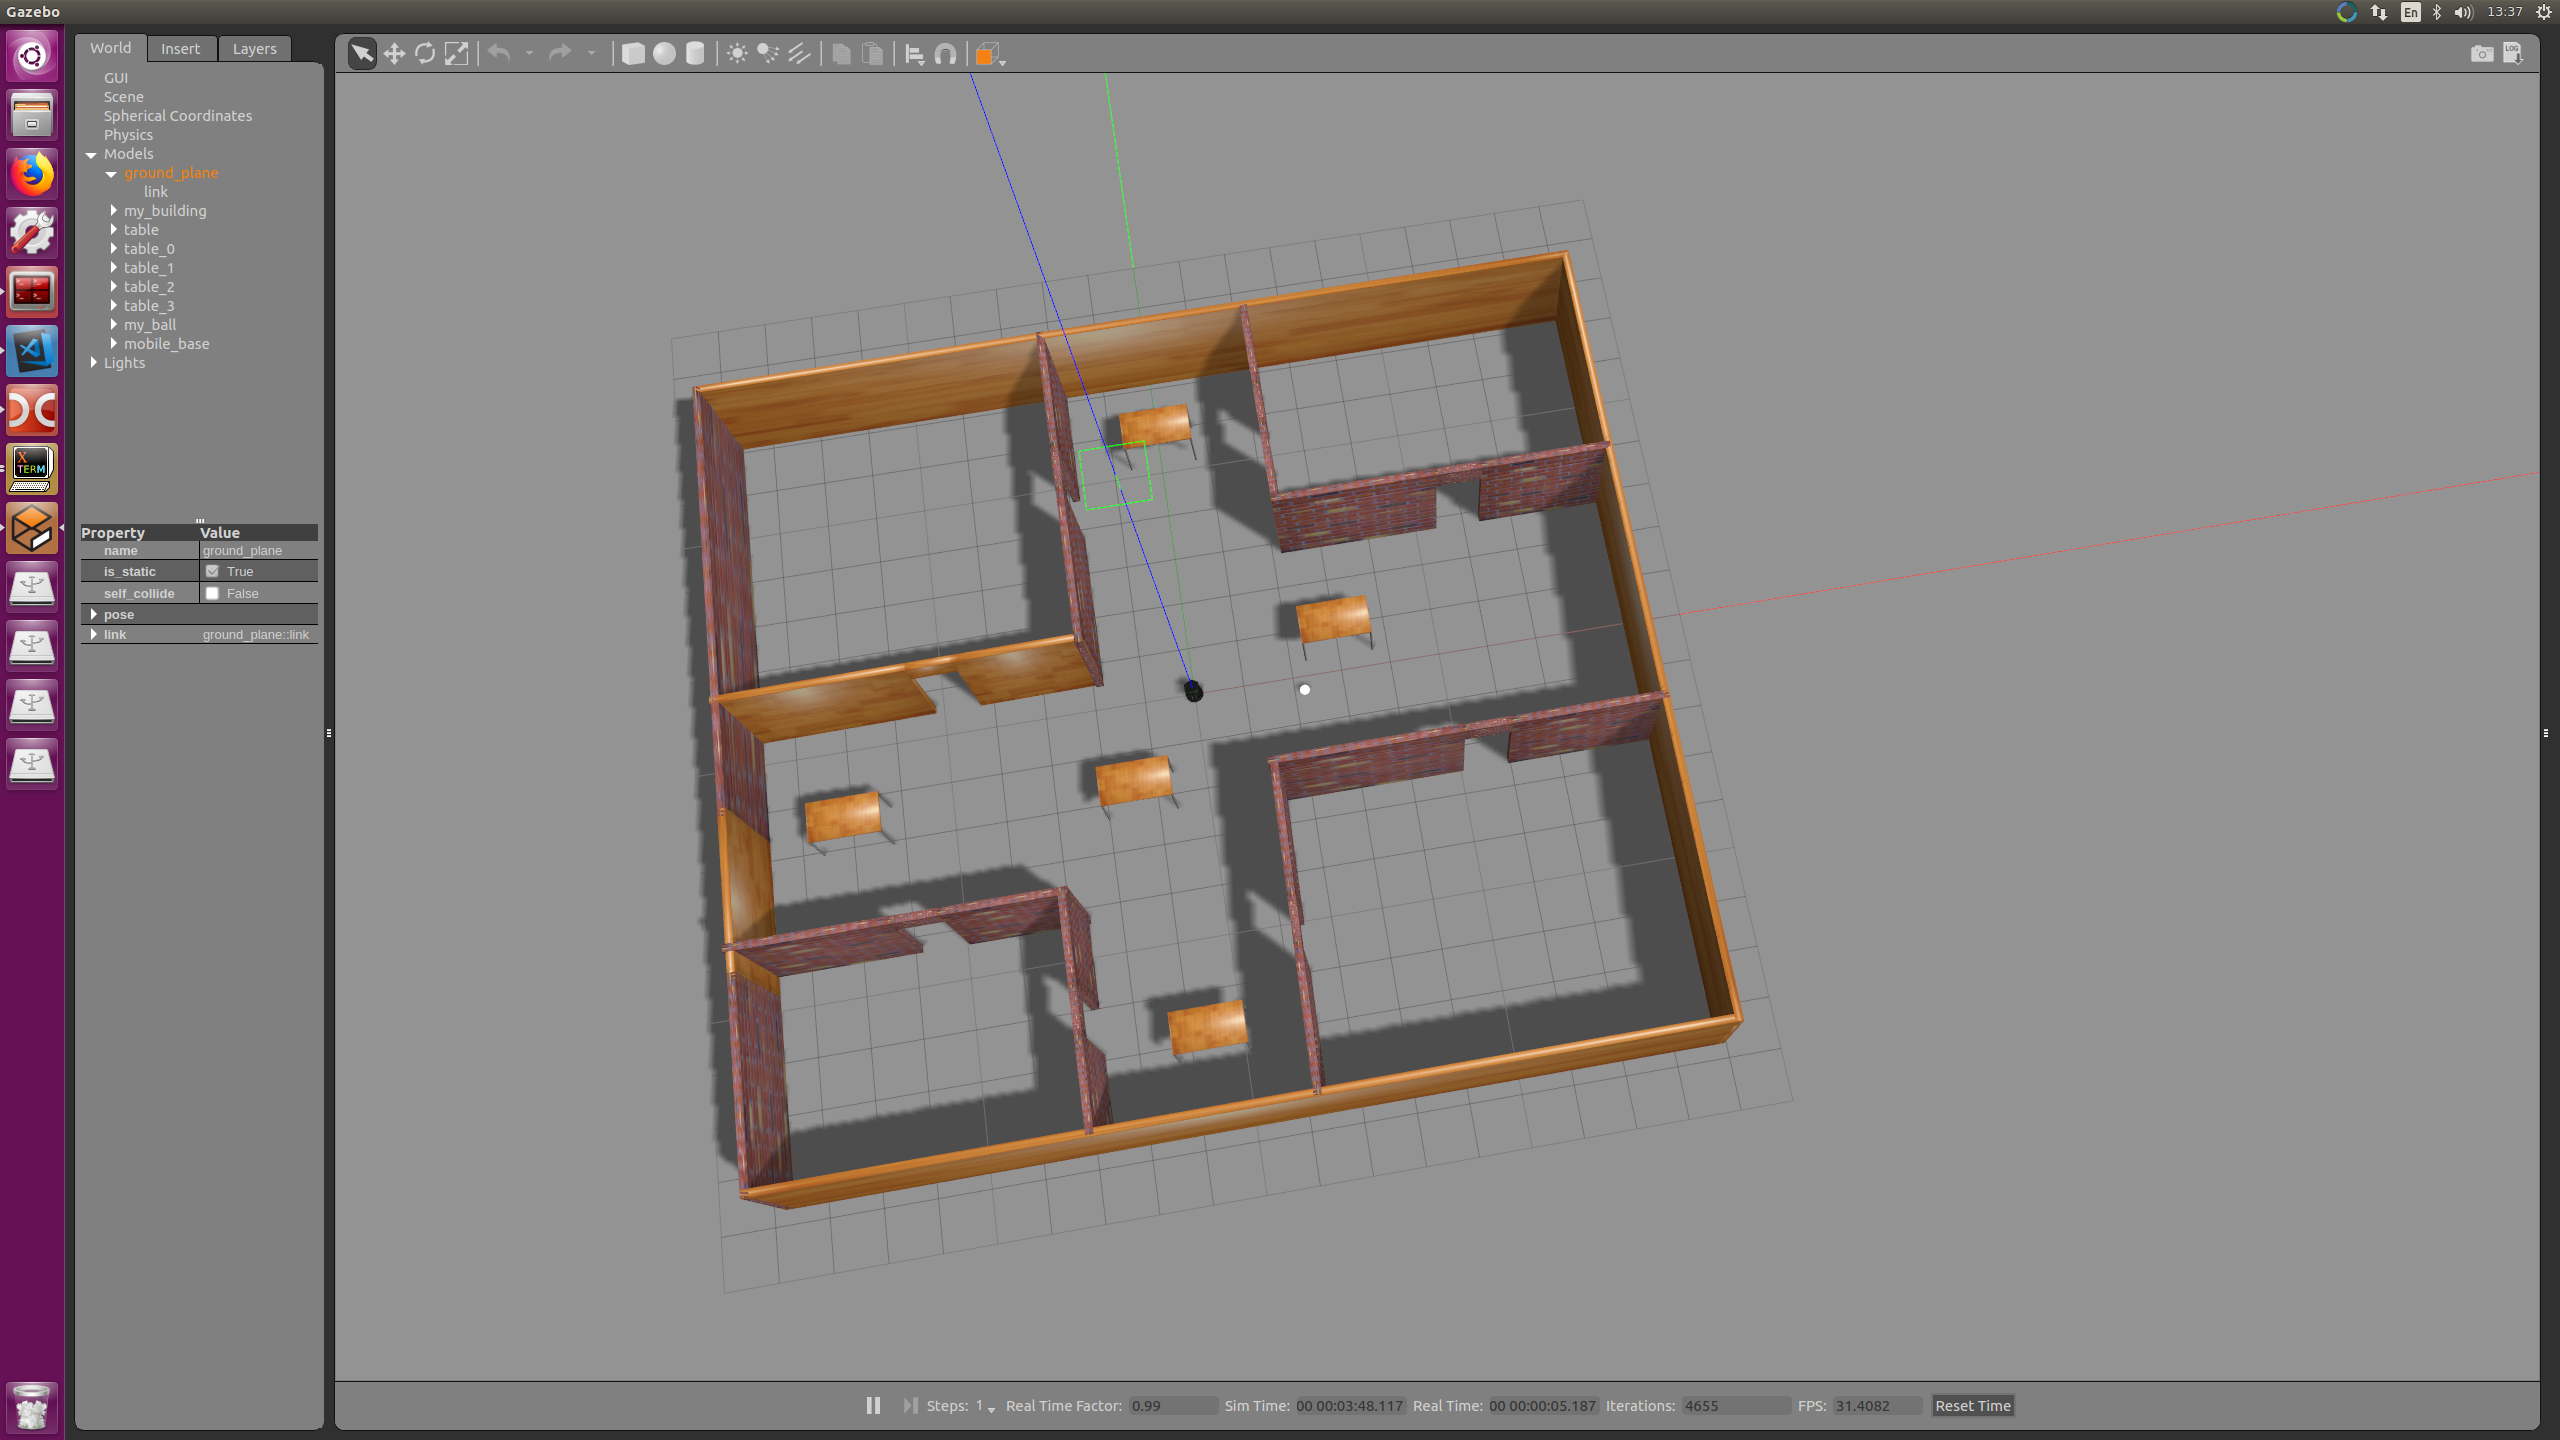 Gazebo
En
13:37
World Insert Layers
LOG
GUI
Scene
Spherical Coordinates
Physics
Models
ground_plane
link
my_building
table
table_0
table_1
table_2
table_3
my_ball
mobile_base
Lights
X
TERM
Property Value
name ground_plane
is_static True
self_collide False
pose
link ground_plane::link
Steps: 1 Real Time Factor: 0.99 Sim Time: 00 00:03:48.117 Real Time: 00 00:00:05.187 Iterations: 4655 FPS: 31.4082 Reset Time